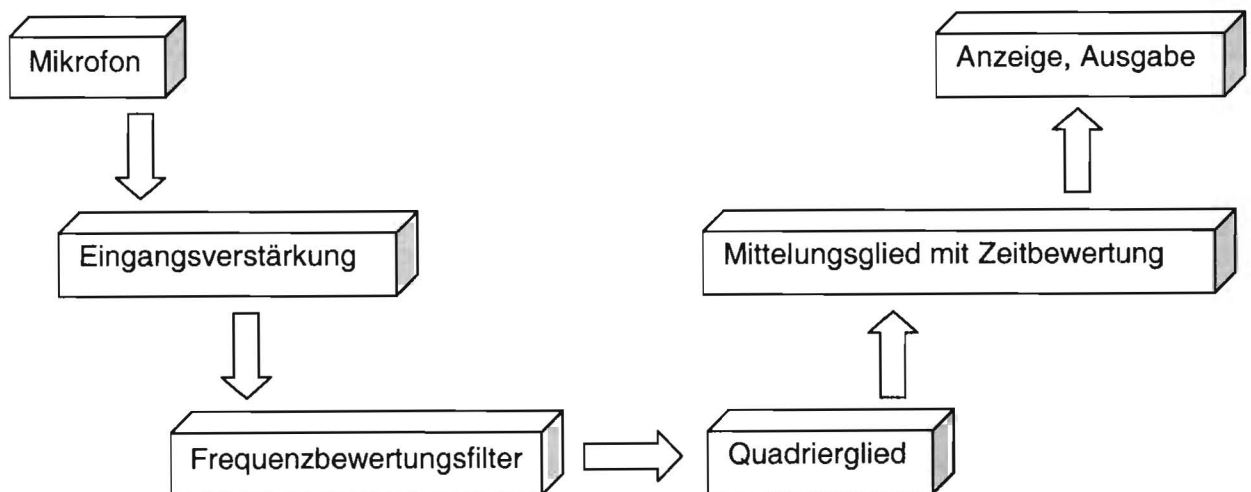 Mikrofon
Eingangsverstärkung
Frequenzbewertungsfilter
Quadrierglied
Mittelungsglied mit Zeitbewertung
Anzeige, Ausgabe